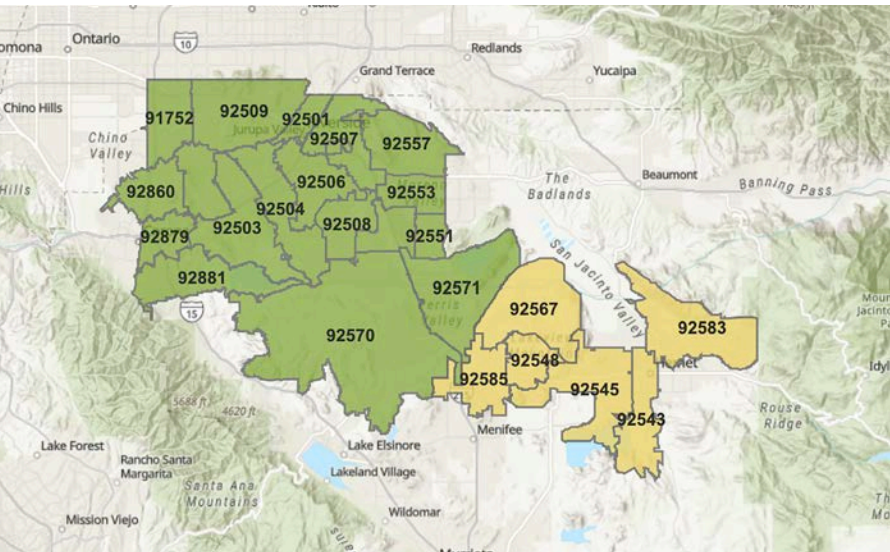 Ontario
10
Redlands
Grand Terrace
Yucaipa
Chino Hills
91752
92509
92501
Jurupa Valley
92507
92557
Chino
Valley
92860
92506
92553
The
Badlands
Beaumont
Banning Pass
Hills
92504
92503
92508
92879
92551
92881
San Jacinto Valley
92571
15
Perris
Valley
92567
92583
92570
92548
92585
92545
5688 ft
4620 ft
92543
Rouse
Ridge
Menifee
Lake Forest
Lake Elsinore
Rancho Santa
Margarita
Lakeland Village
Santa Ana
Mountains
Wildomar
Mission Viejo